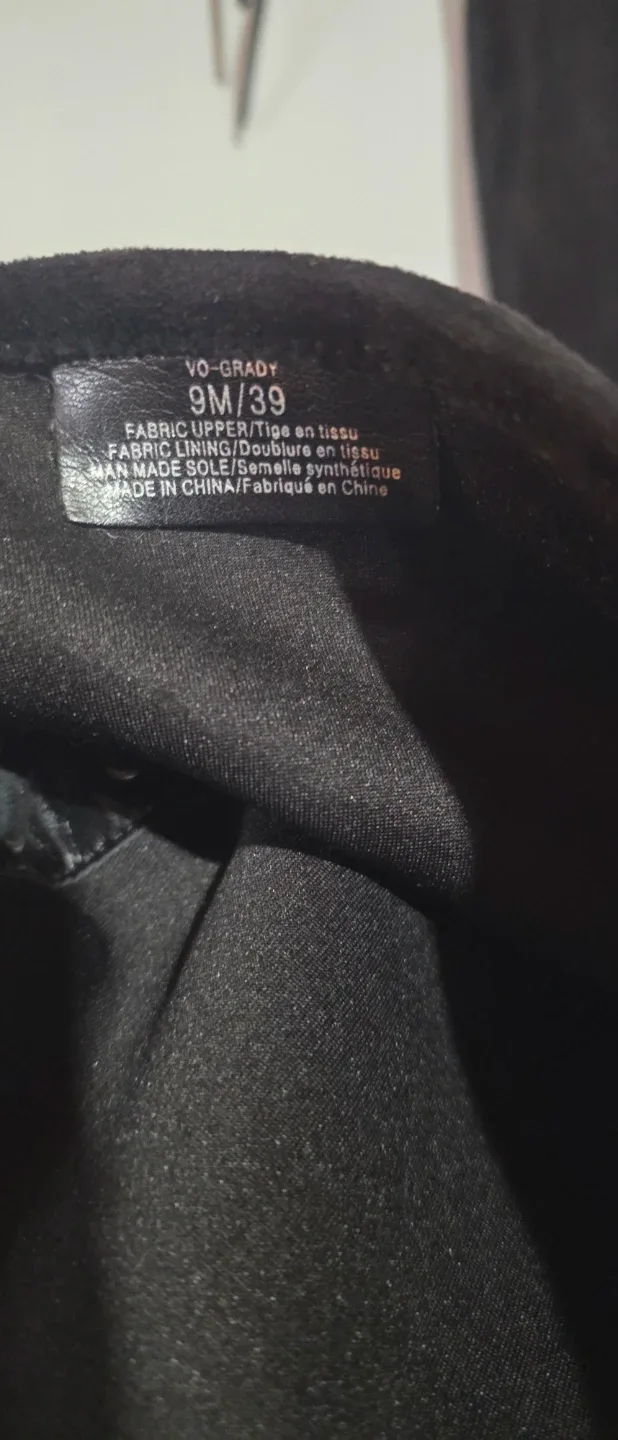 VO-GRADY
9M/39
FABRIC UPPER/Tige en tissu
FABRIC LINING/Doublure en tissu
MAN MADE SOLE/Semelle synthétique
MADE IN CHINA/Fabriqué en Chine